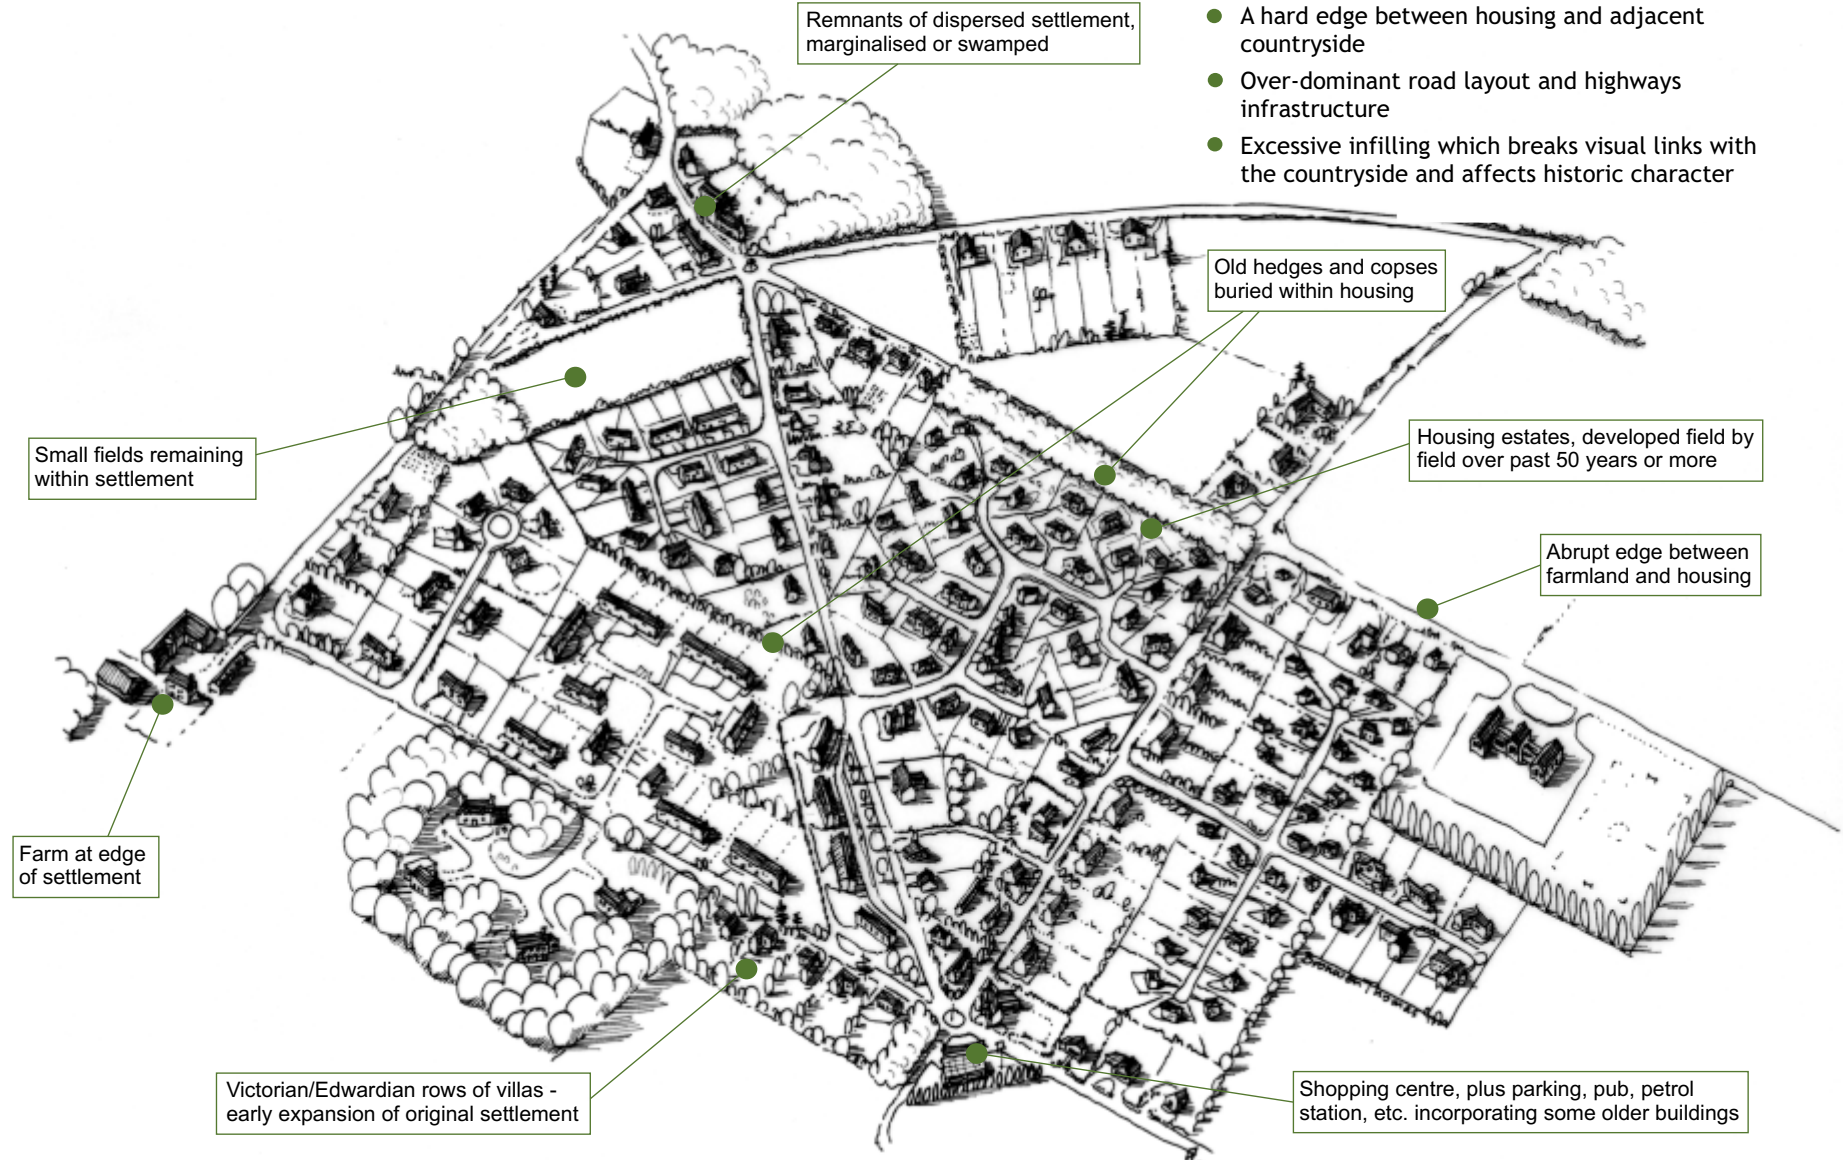 Remnants of dispersed settlement,
marginalised or swamped
● A hard edge between housing and adjacent
countryside
● Over-dominant road layout and highways
infrastructure
● Excessive infilling which breaks visual links with
the countryside and affects historic character
Old hedges and copses
buried within housing
Small fields remaining
within settlement
Housing estates, developed field by
field over past 50 years or more
Abrupt edge between
farmland and housing
Farm at edge
of settlement
Victorian/Edwardian rows of villas -
early expansion of original settlement
Shopping centre, plus parking, pub, petrol
station, etc. incorporating some older buildings